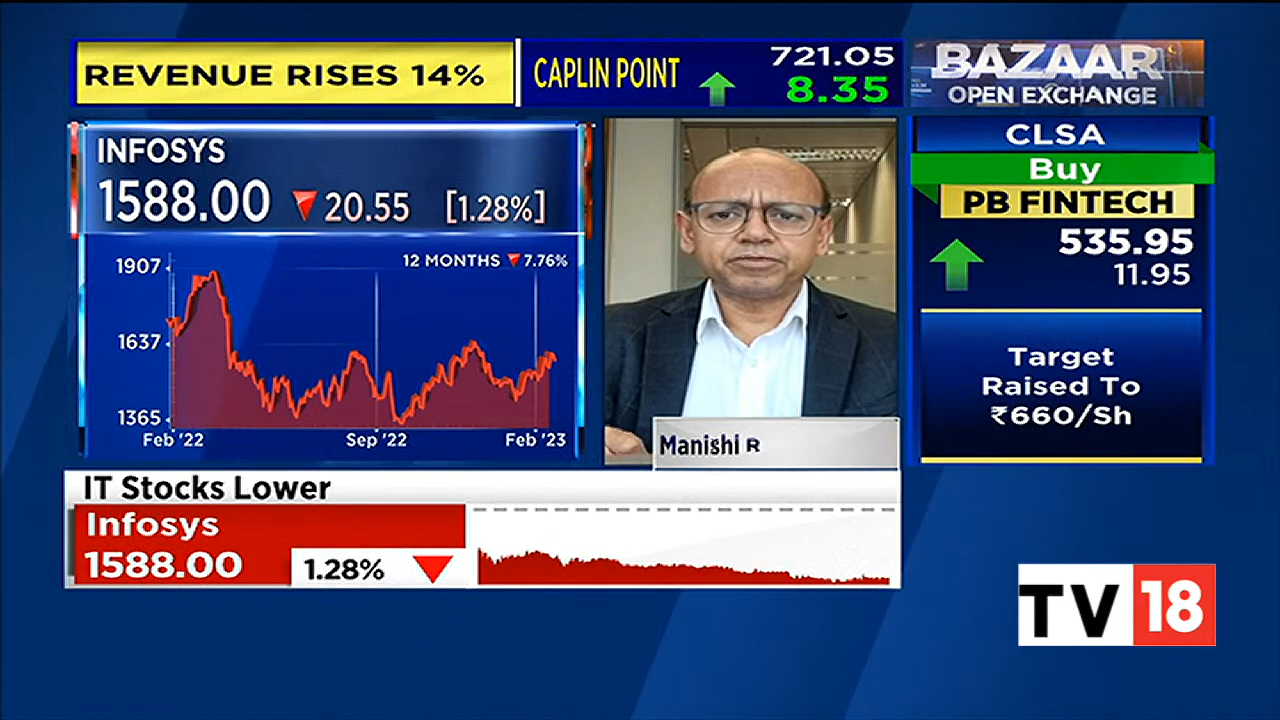 REVENUE RISES 14%
CAPLIN POINT
721.05
8.35
BAZAAR
OPEN EXCHANGE
INFOSYS
1588.00 20.55 [1.28%]
12 MONTHS 7.76%
1907
1637
1365
Feb '22 Sep '22 Feb '23
Manishi R
CLSA
Buy
PB FINTECH
535.95
11.95
Target
Raised To
₹660/Sh
IT Stocks Lower
Infosys
1588.00
1.28%
TV18